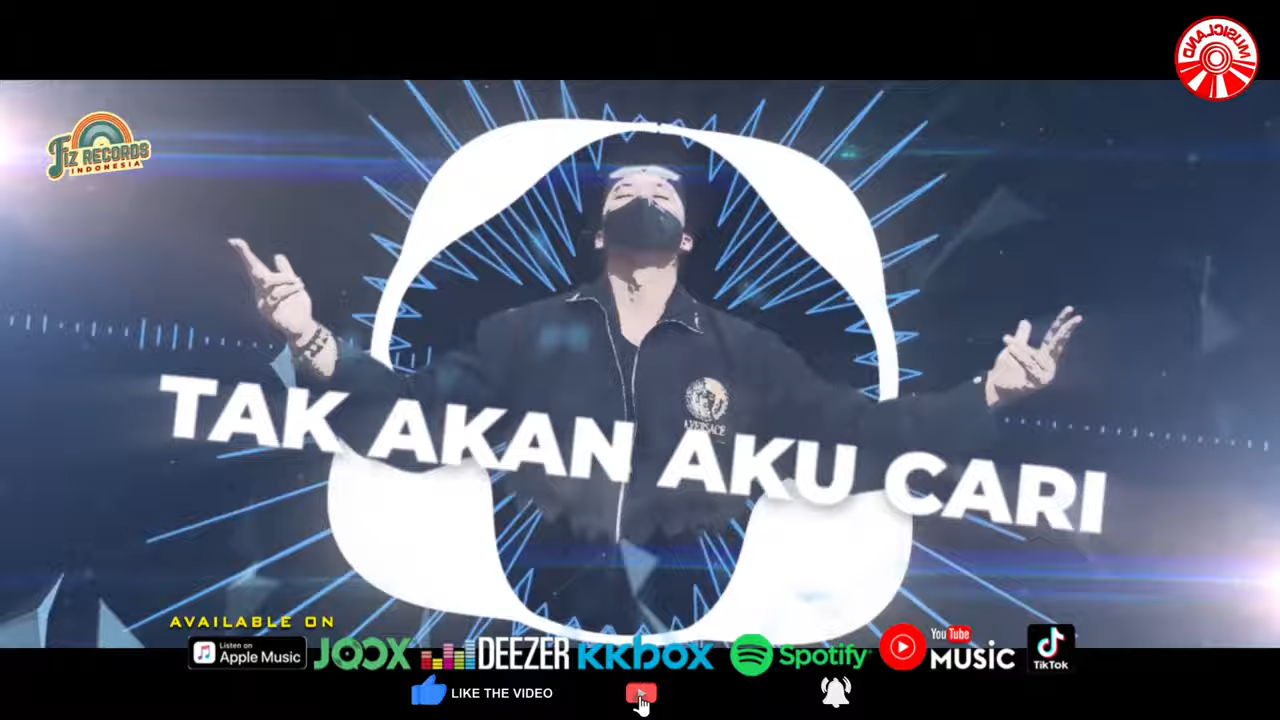 MUSICLAND
FIZ RECORDS
INDONESIA
TAK AKAN AKU CARI
AVAILABLE ON
Listen on
Apple Music
JOOX
DEEZER
KKBOX
Spotify
YouTube
MUSIC
TikTok
LIKE THE VIDEO